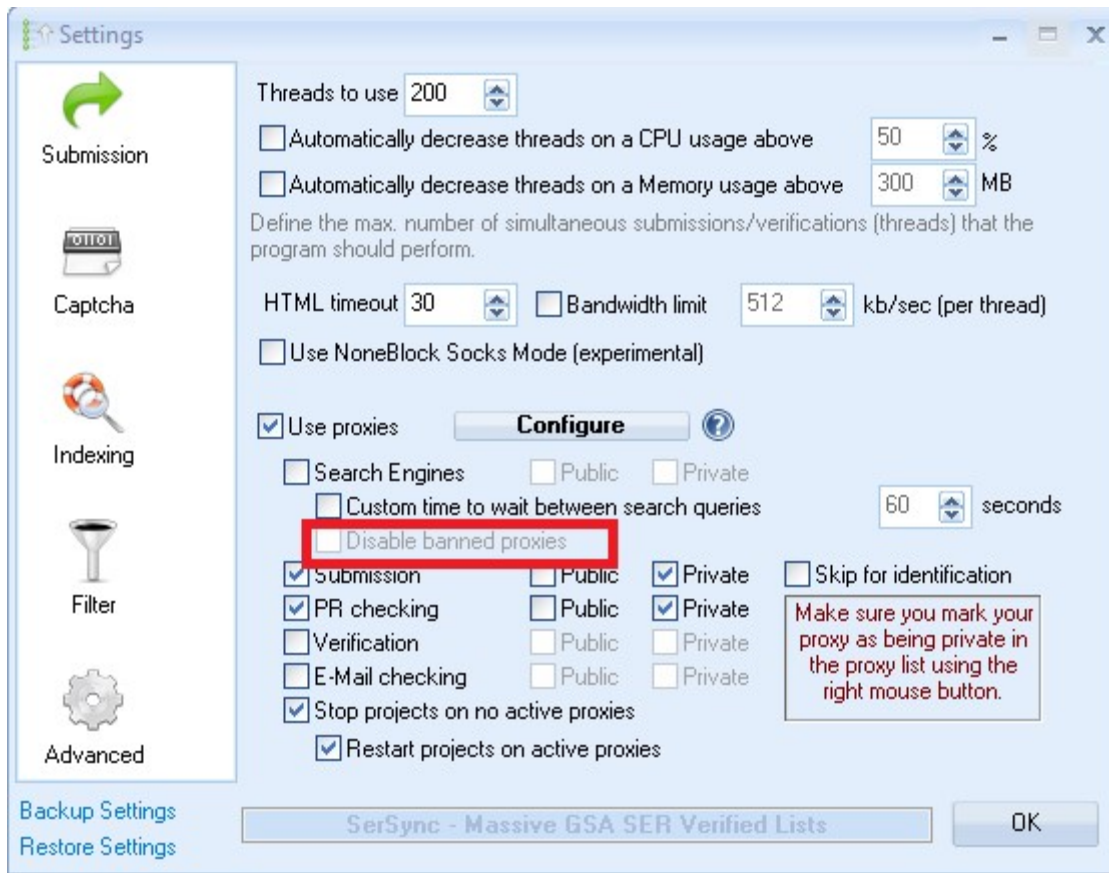 Settings
Submission
Captcha
Indexing
Filter
Advanced
Backup Settings
Restore Settings
Threads to use 200
Automatically decrease threads on a CPU usage above 50 %
Automatically decrease threads on a Memory usage above 300 MB
Define the max. number of simultaneous submissions/verifications (threads) that the
program should perform.
HTML timeout 30 Bandwidth limit 512 kb/sec (per thread)
Use NoneBlock Socks Mode (experimental)
Use proxies Configure ?
Search Engines Public Private
Custom time to wait between search queries 60 seconds
Disable banned proxies
Submission Public Private Skip for identification
PR checking Public Private
Verification Public Private
E-Mail checking Public Private
Make sure you mark your
proxy as being private in
the proxy list using the
right mouse button.
Stop projects on no active proxies
Restart projects on active proxies
SerSync - Massive GSA SER Verified Lists
OK